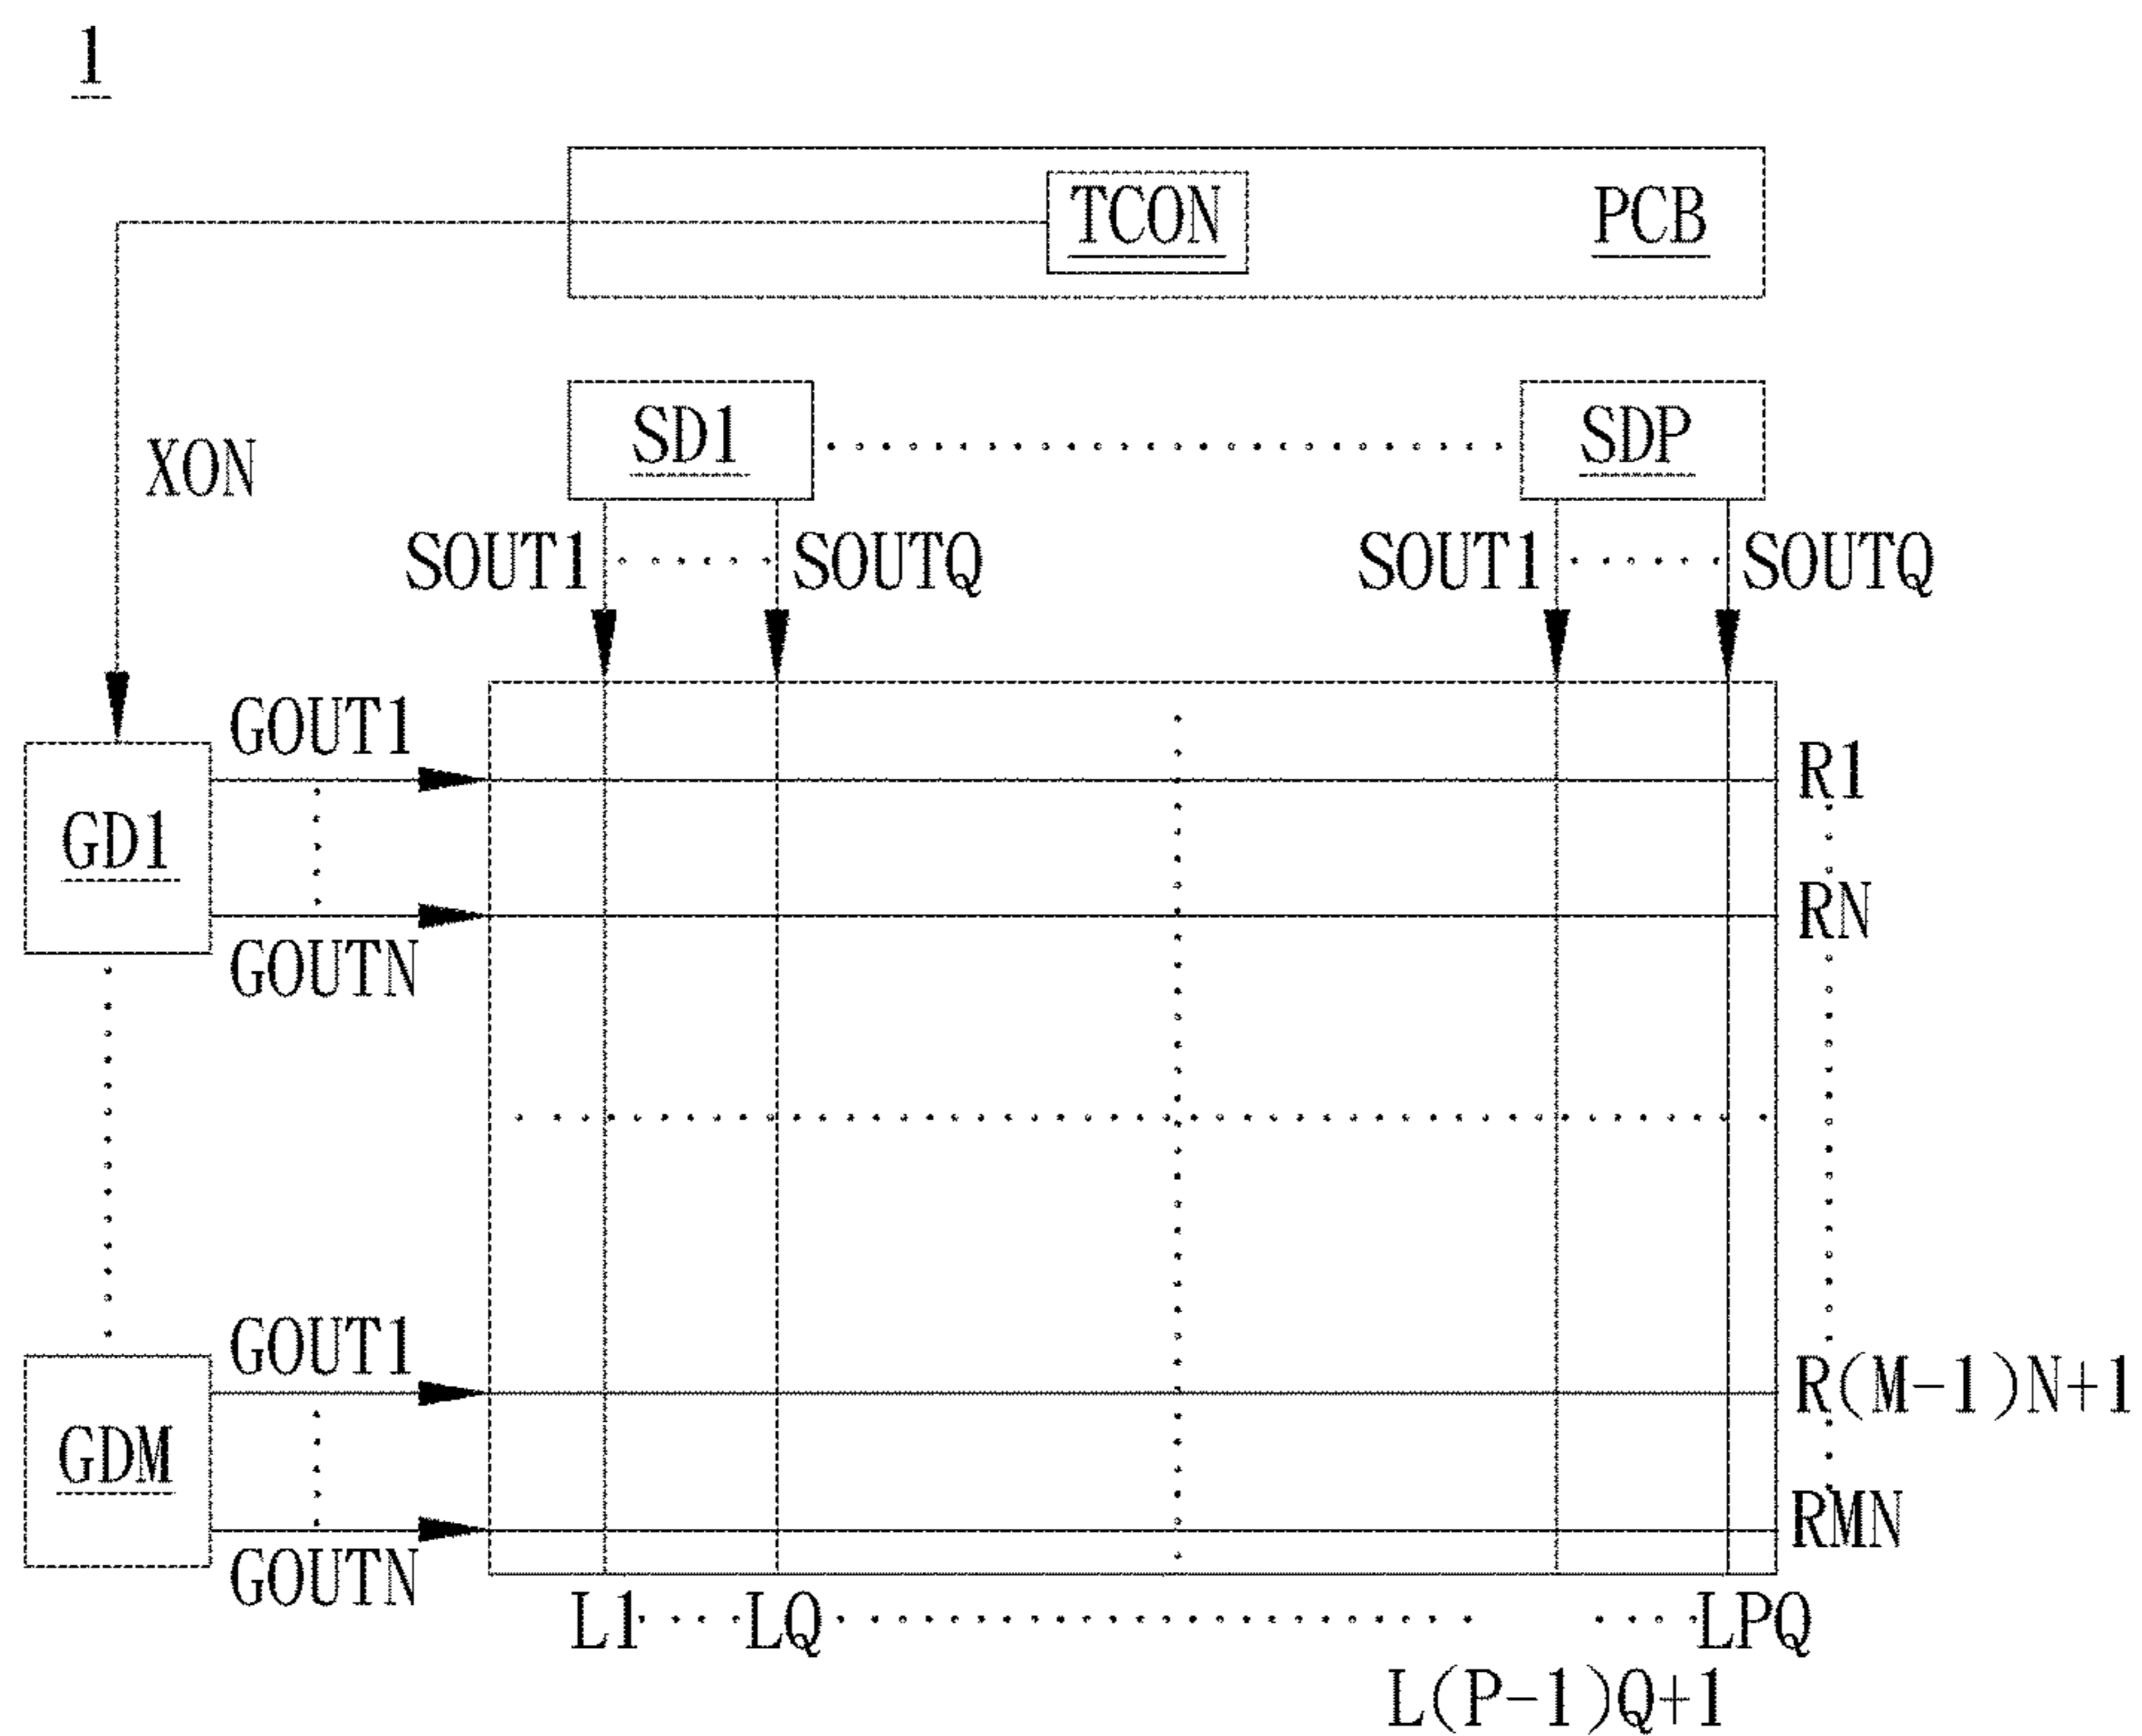 1
TCON
PCB
XON
SD1
SDP
SOUT1
SOUTQ
SOUT1
SOUTQ
GOUT1
R1
GD1
RN
GOUTN
GOUT1
R(M-1)N+1
GDM
RMN
GOUTN
L1
LQ
LPQ
L(P-1)Q+1